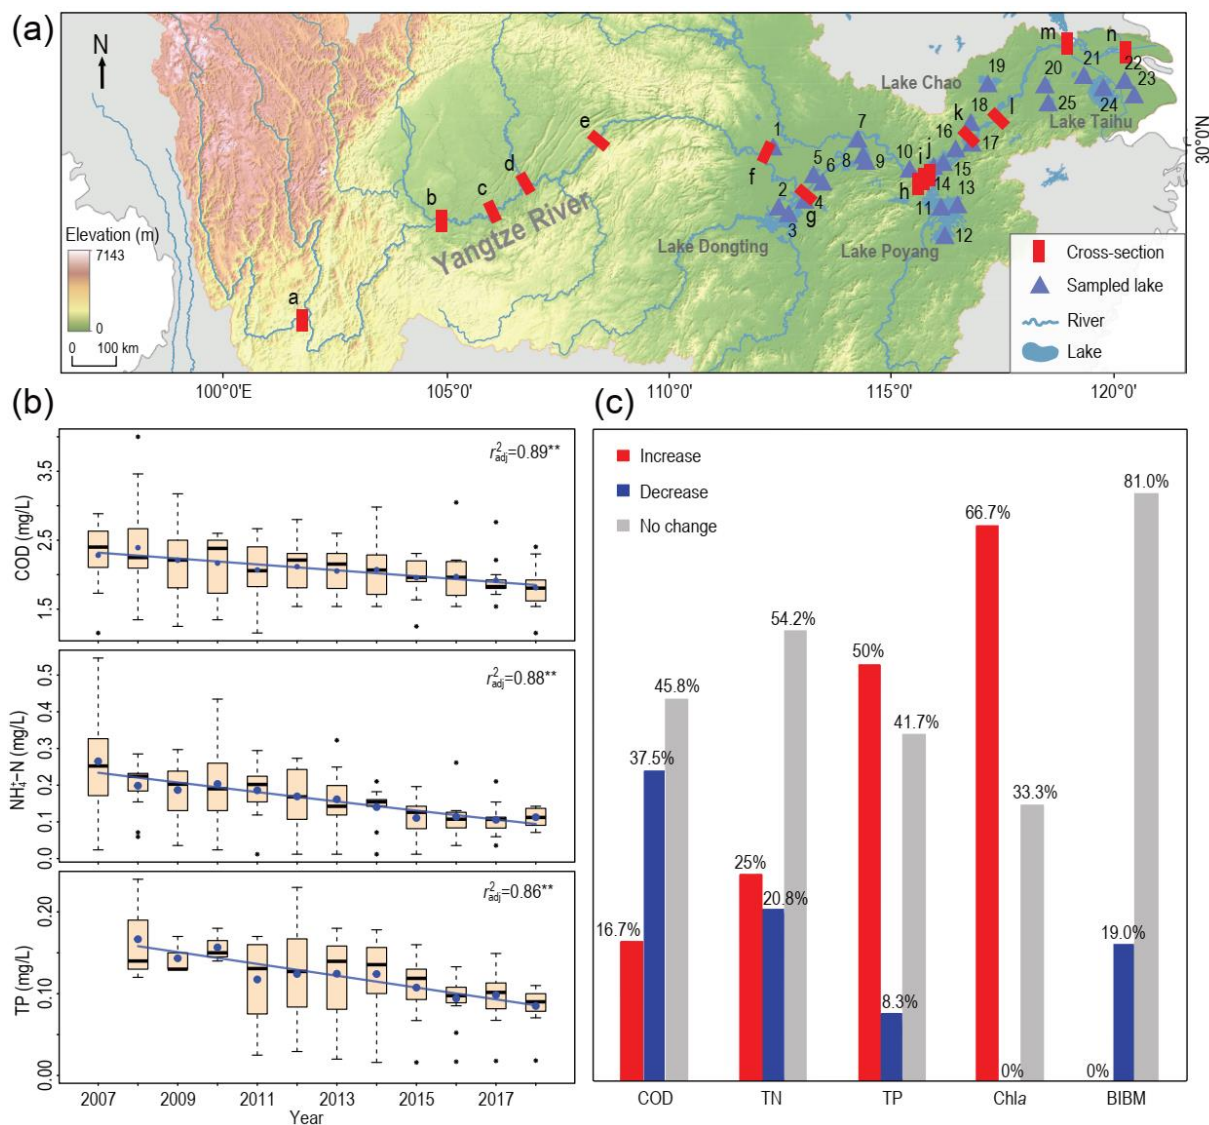 (a)
N
Elevation (m)
7143
0
0 100 km
a
b
c
d
e
f
g
h
i
j
k
l
m
n
1
2
3
4
5
6
7
8
9
10
11
12
13
14
15
16
17
18
19
20
21
22
23
24
25
Yangtze River
Lake Dongting
Lake Poyang
Lake Chao
Lake Taihu
Cross-section
Sampled lake
River
Lake
30°0'N
100°0'E
105°0'
110°0'
115°0'
120°0'
(b)
COD (mg/L)
3.5
2.5
1.5
r²adj=0.89**
NH₄⁺–N (mg/L)
0.5
0.4
0.3
0.2
0.1
0.0
r²adj=0.88**
TP (mg/L)
0.20
0.10
0.00
r²adj=0.86**
2007 2009 2011 2013 2015 2017
Year
(c)
Increase
Decrease
No change
16.7%
37.5%
45.8%
25%
20.8%
54.2%
50%
8.3%
41.7%
66.7%
0%
33.3%
0%
19.0%
81.0%
COD TN TP Chla BIBM